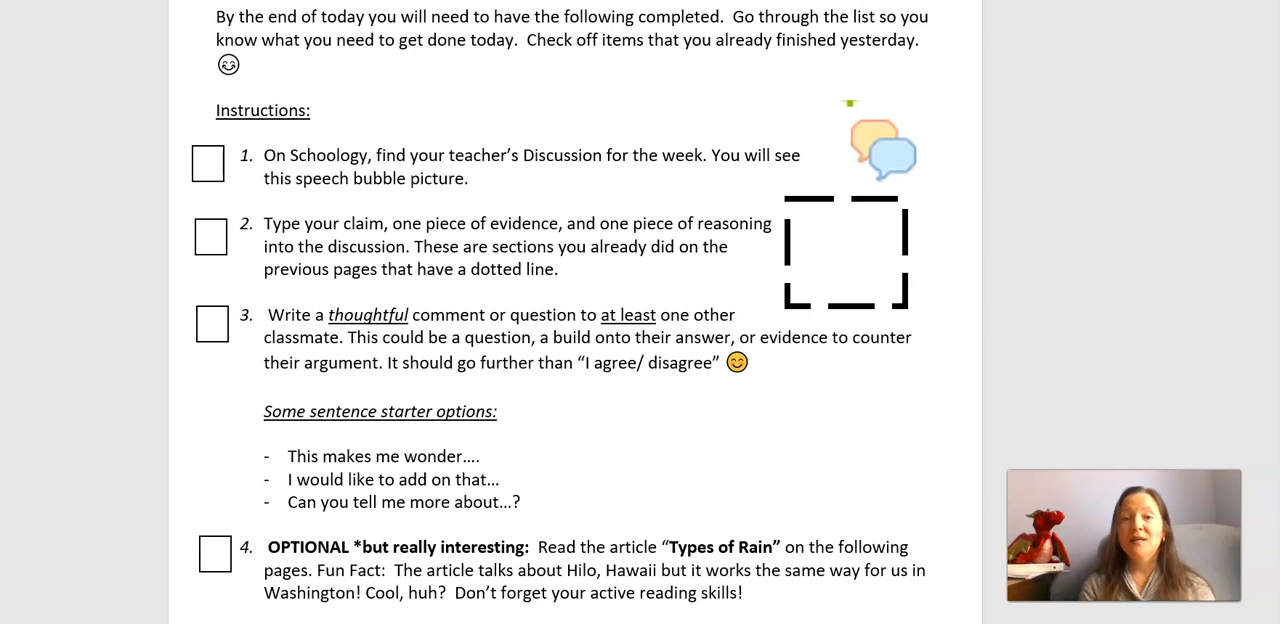 By the end of today you will need to have the following completed.  Go through the list so you
know what you need to get done today.  Check off items that you already finished yesterday.
😊
Instructions:
1. On Schoology, find your teacher’s Discussion for the week. You will see
this speech bubble picture.
2. Type your claim, one piece of evidence, and one piece of reasoning
into the discussion. These are sections you already did on the
previous pages that have a dotted line.
3. Write a thoughtful comment or question to at least one other
classmate. This could be a question, a build onto their answer, or evidence to counter
their argument. It should go further than “I agree/ disagree” 😊
Some sentence starter options:
- This makes me wonder….
- I would like to add on that…
- Can you tell me more about…?
4. OPTIONAL *but really interesting:  Read the article “Types of Rain” on the following
pages. Fun Fact:  The article talks about Hilo, Hawaii but it works the same way for us in
Washington! Cool, huh?  Don’t forget your active reading skills!